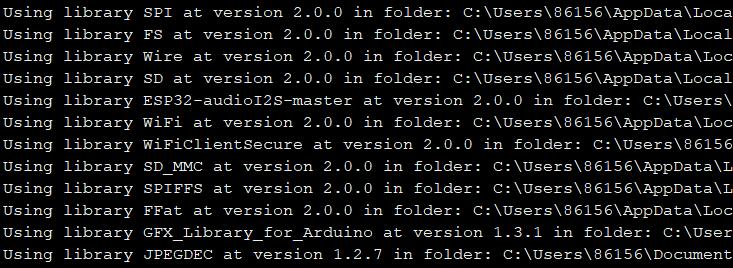 Using library SPI at version 2.0.0 in folder: C:\Users\86156\AppData\Loca
Using library FS at version 2.0.0 in folder: C:\Users\86156\AppData\Local
Using library Wire at version 2.0.0 in folder: C:\Users\86156\AppData\Loc
Using library SD at version 2.0.0 in folder: C:\Users\86156\AppData\Local
Using library ESP32-audioI2S-master at version 2.0.0 in folder: C:\Users\
Using library WiFi at version 2.0.0 in folder: C:\Users\86156\AppData\Loc
Using library WiFiClientSecure at version 2.0.0 in folder: C:\Users\86156
Using library SD_MMC at version 2.0.0 in folder: C:\Users\86156\AppData\L
Using library SPIFFS at version 2.0.0 in folder: C:\Users\86156\AppData\L
Using library FFat at version 2.0.0 in folder: C:\Users\86156\AppData\Loc
Using library GFX_Library_for_Arduino at version 1.3.1 in folder: C:\User
Using library JPEGDEC at version 1.2.7 in folder: C:\Users\86156\Document